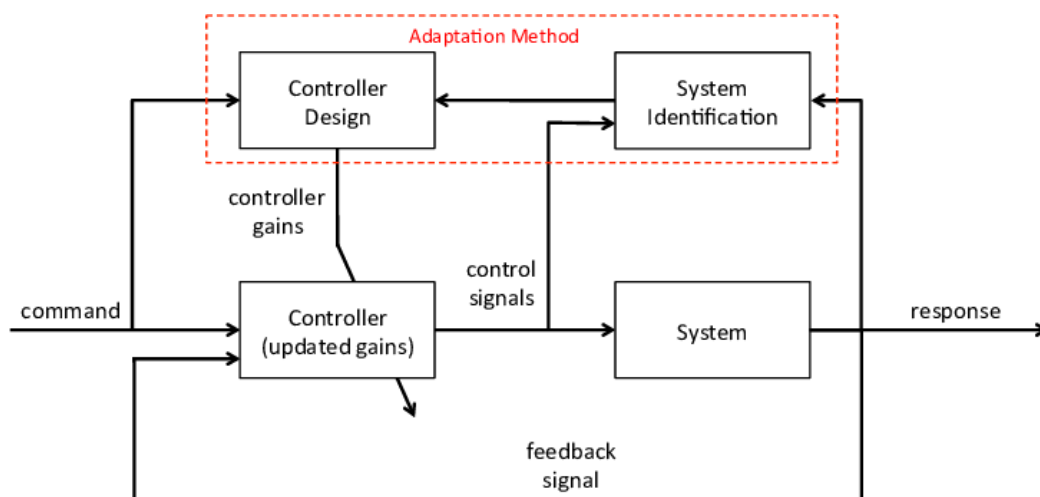 Adaptation Method
Controller
Design
System
Identification
controller
gains
control
signals
command
Controller
(updated gains)
System
response
feedback
signal